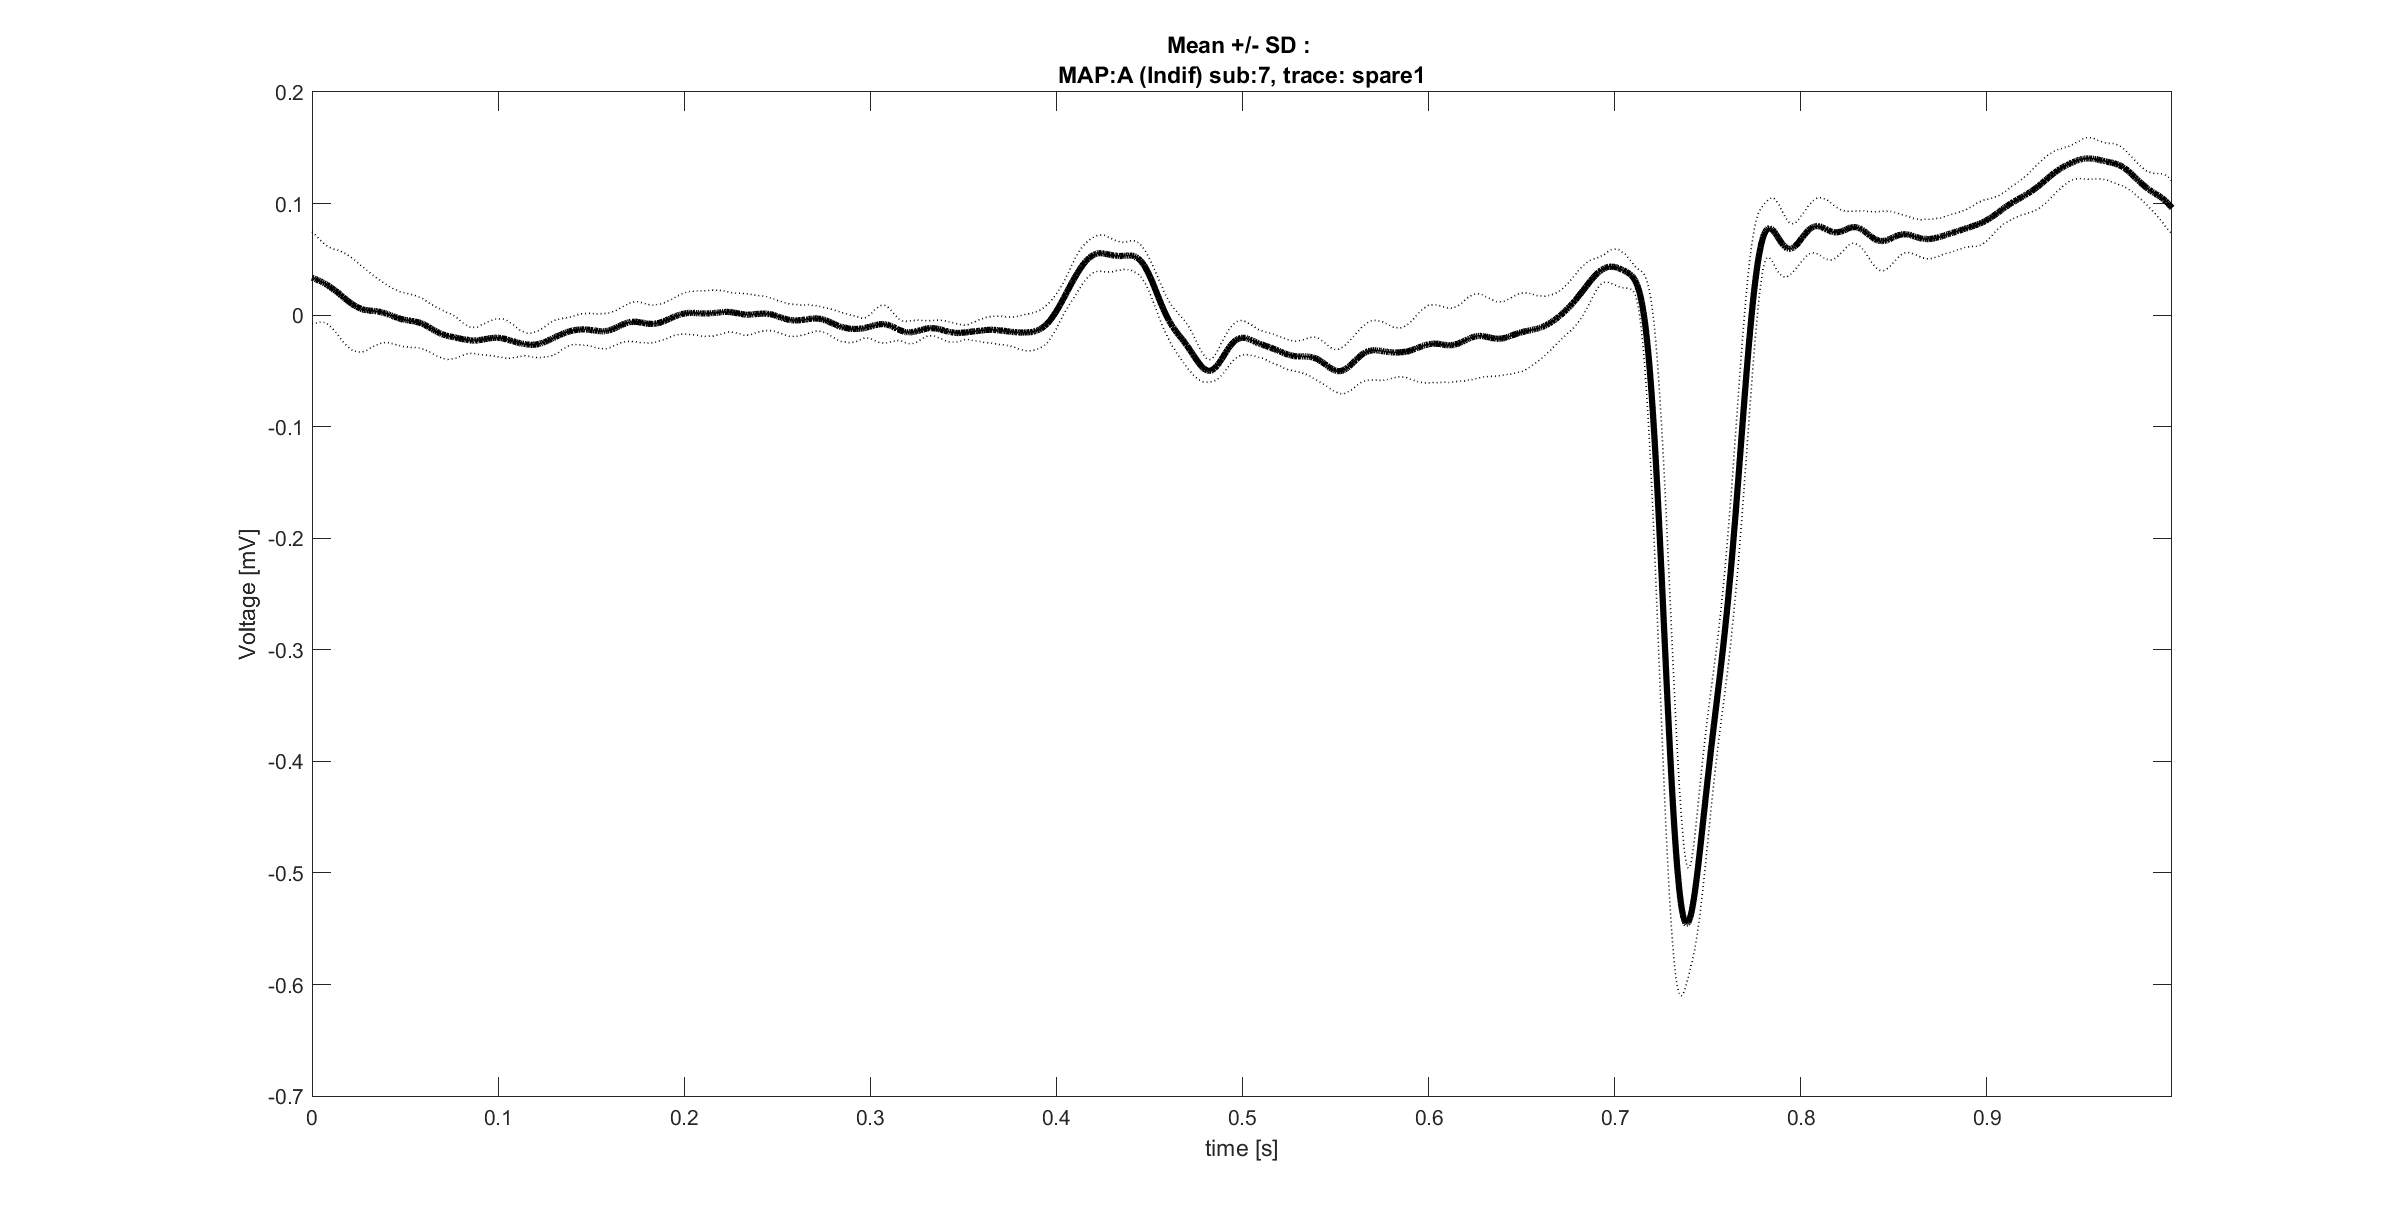 Mean +/- SD :
MAP:A (Indif) sub:7, trace: spare1
0.2
0.1
0
-0.1
-0.2
-0.3
-0.4
-0.5
-0.6
-0.7
Voltage [mV]
0 0.1 0.2 0.3 0.4 0.5 0.6 0.7 0.8 0.9
time [s]